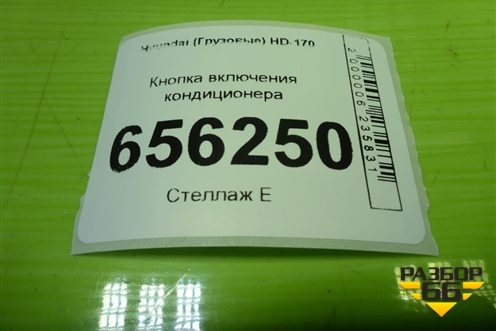 Hyundai (Грузовые) HD-170
Кнопка включения
кондиционера
656250
Стеллаж Е
2000006235831
РАЗБОР
66